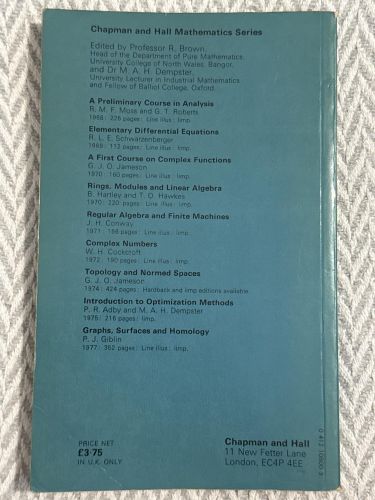 Chapman and Hall Mathematics Series
Edited by Professor R. Brown,
Head of the Department of Pure Mathematics,
University College of North Wales, Bangor,
and Dr M. A. H. Dempster,
University Lecturer in Industrial Mathematics
and Fellow of Balliol College, Oxford.
A Preliminary Course in Analysis
R. M. F. Moss and G. T. Roberts
1968: 226 pages: Line illus: limp.
Elementary Differential Equations
R. L. E. Schwarzenberger
1969: 112 pages: Line illus: limp.
A First Course on Complex Functions
G. J. O. Jameson
1970: 160 pages: Line illus: limp.
Rings, Modules and Linear Algebra
B. Hartley and T. O. Hawkes
1970: 220 pages: Line illus: limp.
Regular Algebra and Finite Machines
J. H. Conway
1971: 156 pages: Line illus: limp.
Complex Numbers
W. H. Cockcroft
1972: 190 pages: Line illus: limp.
Topology and Normed Spaces
G. J. O. Jameson
1974: 424 pages: Hardback and limp editions available.
Introduction to Optimization Methods
P. R. Adby and M. A. H. Dempster
1975: 216 pages: limp.
Graphs, Surfaces and Homology
P. J. Giblin
1977: 352 pages: Line illus: limp.
PRICE NET
£3·75
IN U.K. ONLY
Chapman and Hall
11 New Fetter Lane
London, EC4P 4EE